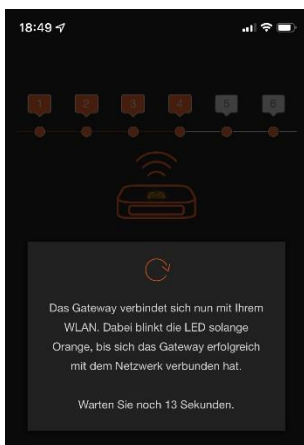 18:49
1 2 3 4 5 6
Das Gateway verbindet sich nun mit Ihrem
WLAN. Dabei blinkt die LED solange
Orange, bis sich das Gateway erfolgreich
mit dem Netzwerk verbunden hat.
Warten Sie noch 13 Sekunden.